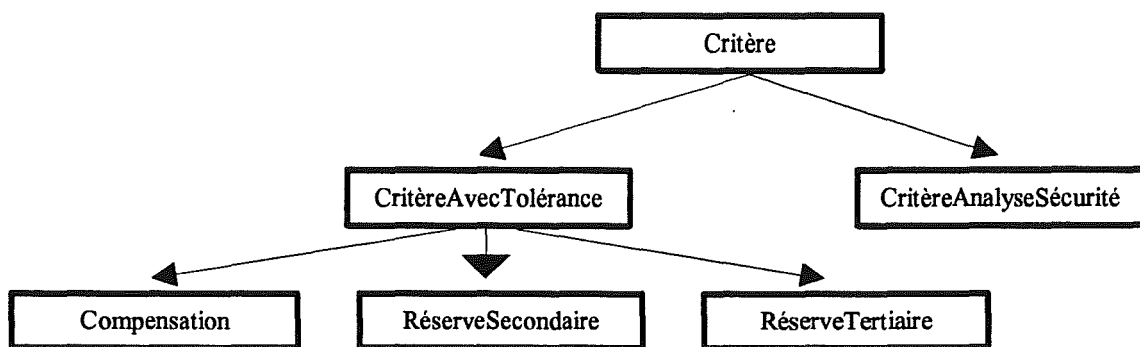 Critère
CritèreAvecTolérance
CritèreAnalyseSécurité
Compensation
RéserveSecondaire
RéserveTertiaire